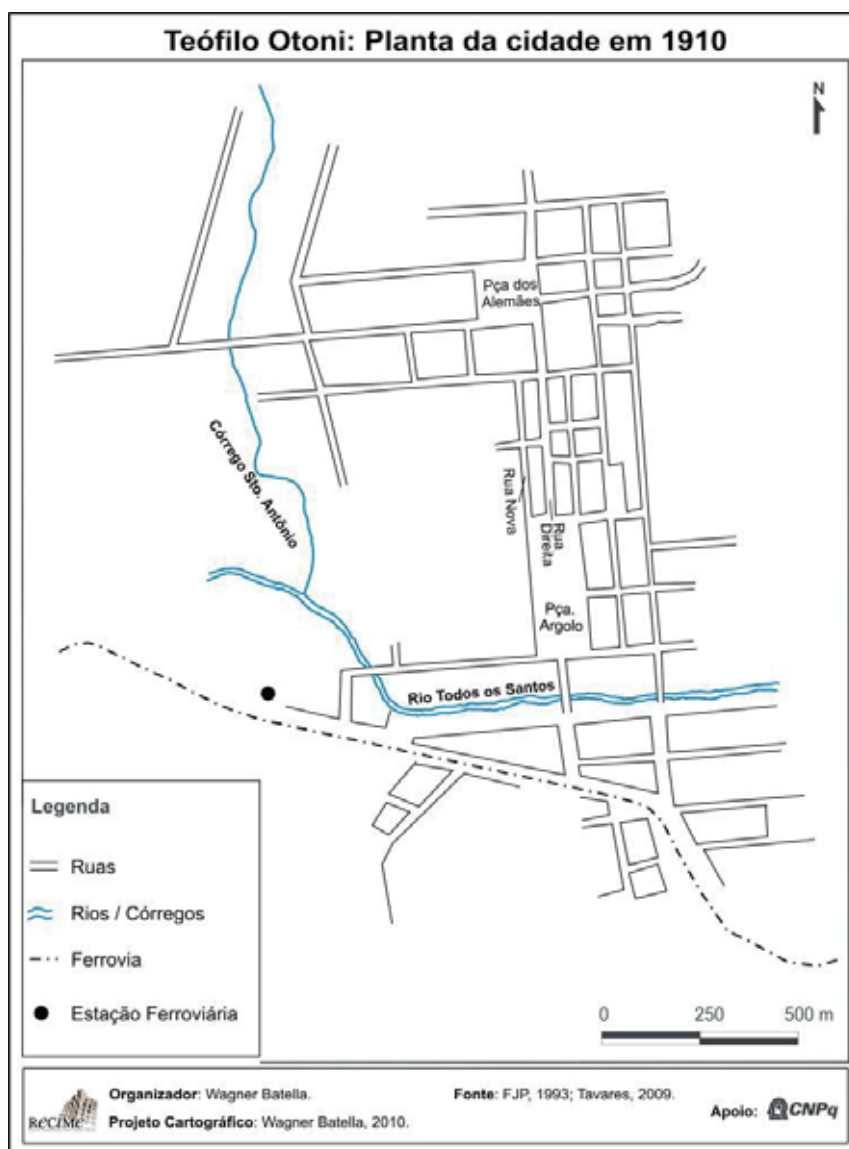 Teófilo Otoni: Planta da cidade em 1910
N
Pça dos
Alemães
Córrego Sto. Antônio
Rua Nova
Rua
Direita
Pça.
Argolo
Rio Todos os Santos
Legenda
Ruas
Rios / Córregos
Ferrovia
Estação Ferroviária
0 250 500 m
ReCiMe
Organizador: Wagner Batella.
Fonte: FJP, 1993; Tavares, 2009.
Projeto Cartográfico: Wagner Batella, 2010.
Apoio: CNPq